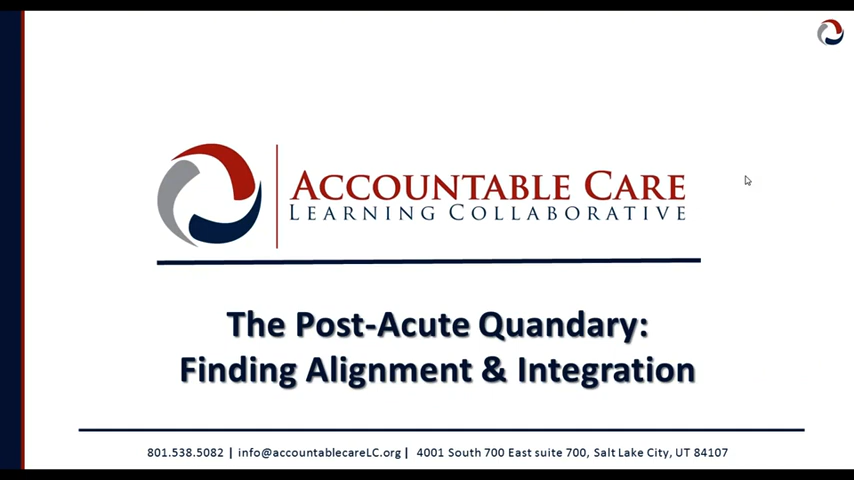 ACCOUNTABLE CARE
LEARNING COLLABORATIVE
The Post-Acute Quandary:
Finding Alignment & Integration
801.538.5082 | info@accountablecareLC.org | 4001 South 700 East suite 700, Salt Lake City, UT 84107